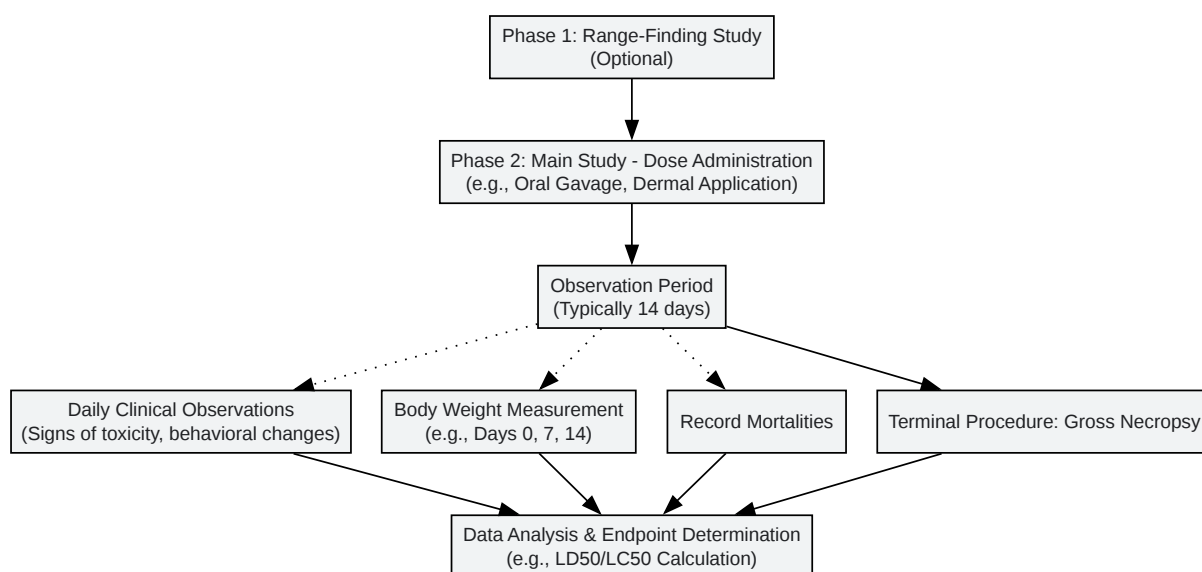 Phase 1: Range-Finding Study
(Optional)
Phase 2: Main Study - Dose Administration
(e.g., Oral Gavage, Dermal Application)
Observation Period
(Typically 14 days)
Daily Clinical Observations
(Signs of toxicity, behavioral changes)
Body Weight Measurement
(e.g., Days 0, 7, 14)
Record Mortalities
Terminal Procedure: Gross Necropsy
Data Analysis & Endpoint Determination
(e.g., LD50/LC50 Calculation)